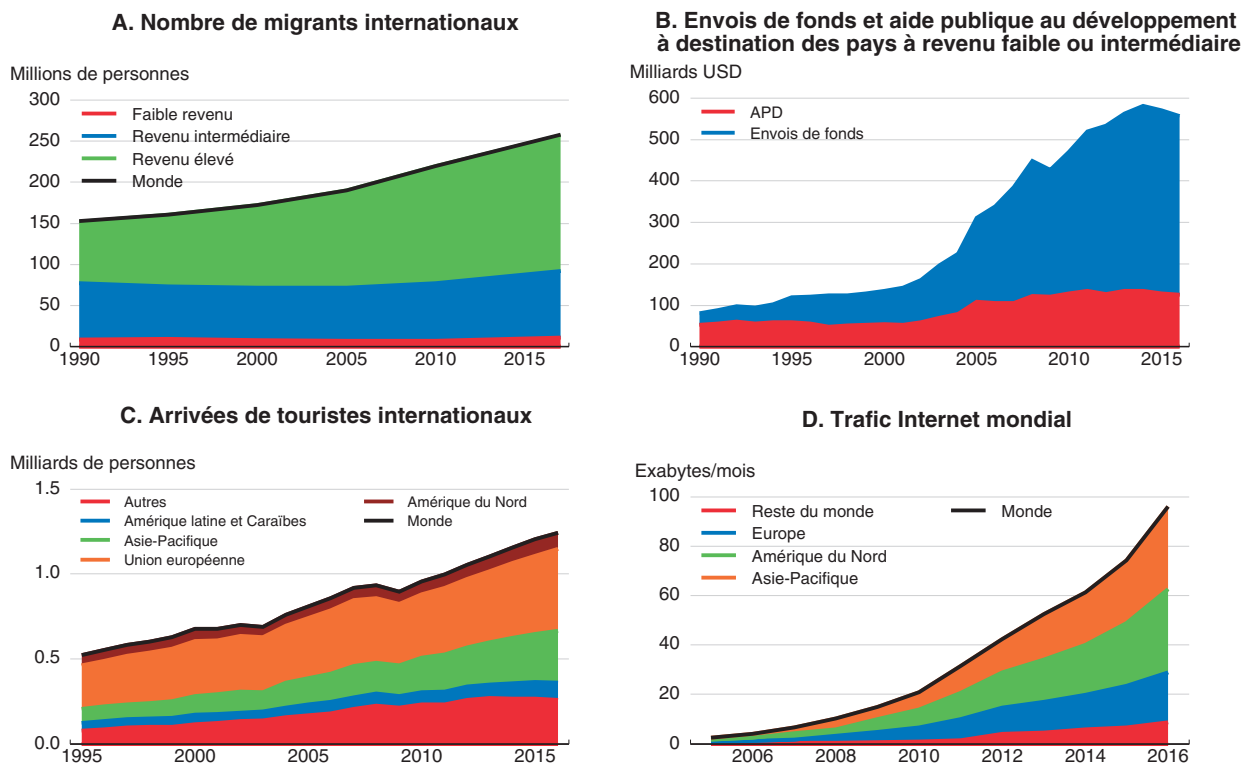 A. Nombre de migrants internationaux
Millions de personnes
300
250
200
150
100
50
0
Faible revenu
Revenu intermédiaire
Revenu élevé
Monde
1990 1995 2000 2005 2010 2015
B. Envois de fonds et aide publique au développement
à destination des pays à revenu faible ou intermédiaire
Milliards USD
600
500
400
300
200
100
0
APD
Envois de fonds
1990 1995 2000 2005 2010 2015
C. Arrivées de touristes internationaux
Milliards de personnes
1.5
1.0
0.5
0.0
Autres
Amérique latine et Caraïbes
Asie-Pacifique
Union européenne
Amérique du Nord
Monde
1995 2000 2005 2010 2015
D. Trafic Internet mondial
Exabytes/mois
100
80
60
40
20
0
Reste du monde
Europe
Amérique du Nord
Asie-Pacifique
Monde
2006 2008 2010 2012 2014 2016